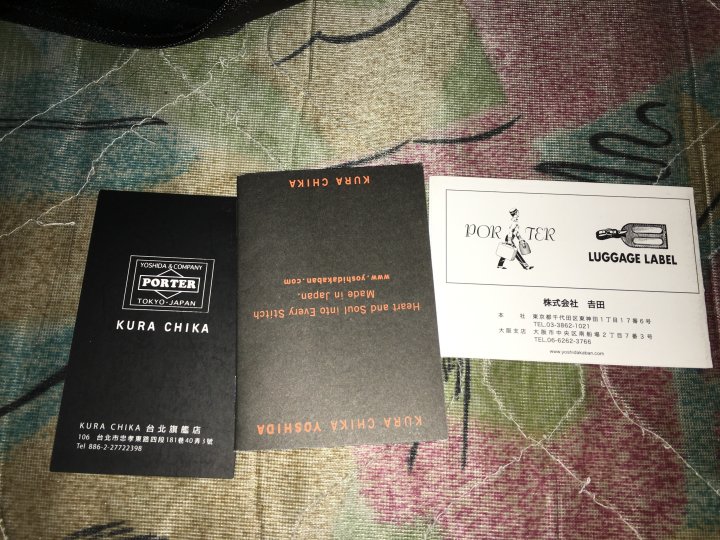 YOSHIDA & COMPANY
PORTER
TOKYO-JAPAN
KURA CHIKA
KURA CHIKA 台北旗艦店
106 台北市忠孝東路四段181巷40弄3號
Tel 886-2-27722398
KURA CHIKA YOSHIDA
Heart and Soul into Every Stitch
Made in Japan.
www.yoshidakaban.com
KURA CHIKA
PORTER
LUGGAGE LABEL
株式会社 𠮷田
本 社 東京都千代田区東神田1丁目17番6号
TEL.03-3862-1021
大阪支店 大阪市中央区南船場2丁目7番3号
TEL.06-6262-3766
www.yoshidakaban.com